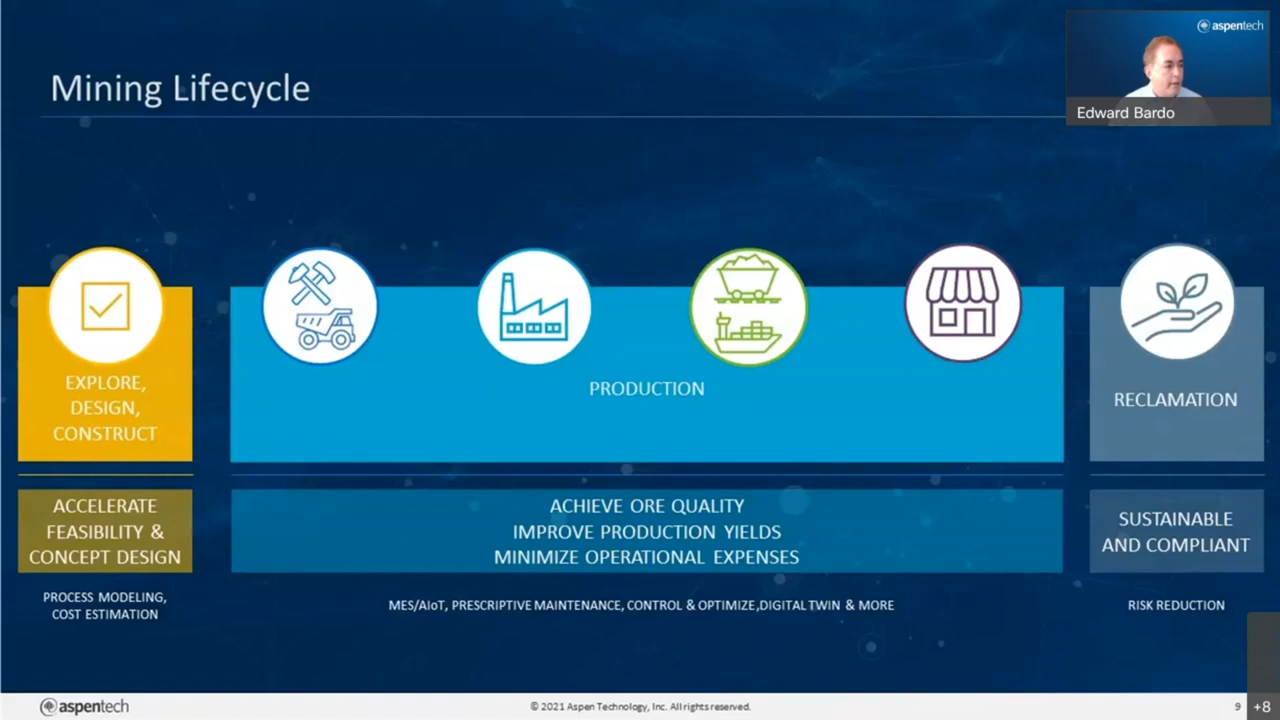 aspentech
Mining Lifecycle
Edward Bardo
EXPLORE,
DESIGN,
CONSTRUCT
PRODUCTION
RECLAMATION
ACCELERATE
FEASIBILITY &
CONCEPT DESIGN
ACHIEVE ORE QUALITY
IMPROVE PRODUCTION YIELDS
MINIMIZE OPERATIONAL EXPENSES
SUSTAINABLE
AND COMPLIANT
PROCESS MODELING,
COST ESTIMATION
MES/AIoT, PRESCRIPTIVE MAINTENANCE, CONTROL & OPTIMIZE,DIGITAL TWIN & MORE
RISK REDUCTION
aspentech
© 2021 Aspen Technology, Inc. All rights reserved.
9
+8